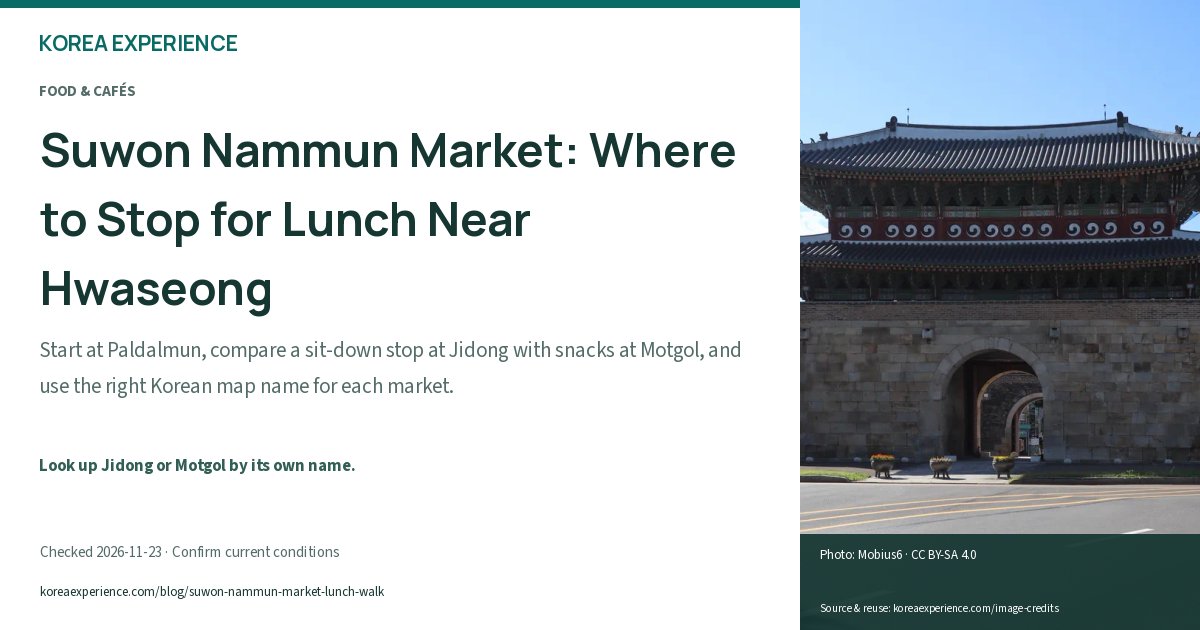 KOREA EXPERIENCE
FOOD & CAFÉS
Suwon Nammun Market: Where
to Stop for Lunch Near
Hwaseong
Start at Paldalmun, compare a sit-down stop at Jidong with snacks at Motgol, and
use the right Korean map name for each market.
Look up Jidong or Motgol by its own name.
Checked 2026-11-23 · Confirm current conditions
koreaexperience.com/blog/suwon-nammun-market-lunch-walk
Photo: Mobius6 · CC BY-SA 4.0
Source & reuse: koreaexperience.com/image-credits